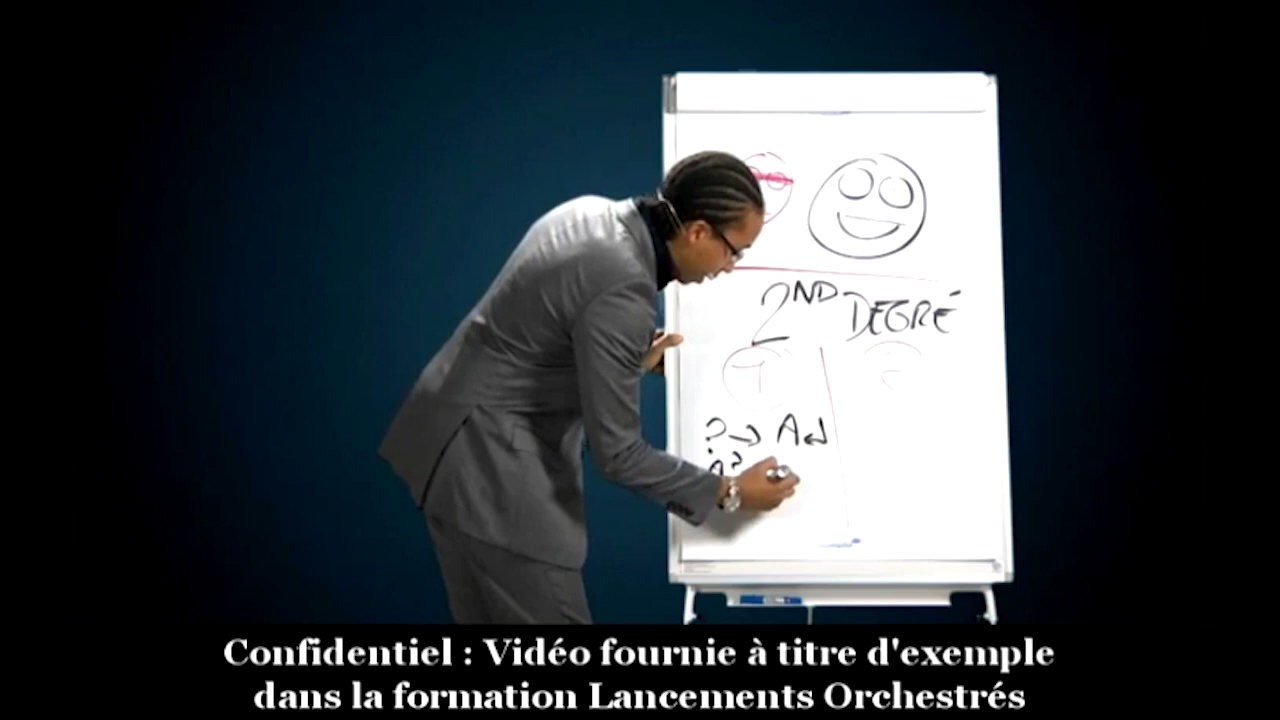 2ND DEGRÉ
? → Ad
Confidentiel : Vidéo fournie à titre d'exemple
dans la formation Lancements Orchestrés